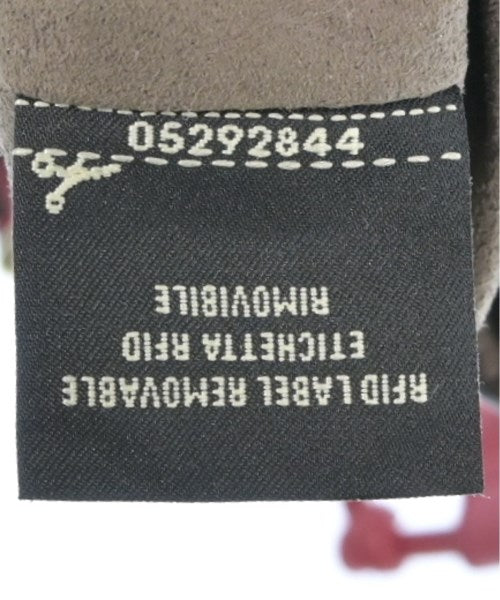 05292844
RFID LABEL REMOVABLE
ETICHETTA RFID
RIMOVIBILE